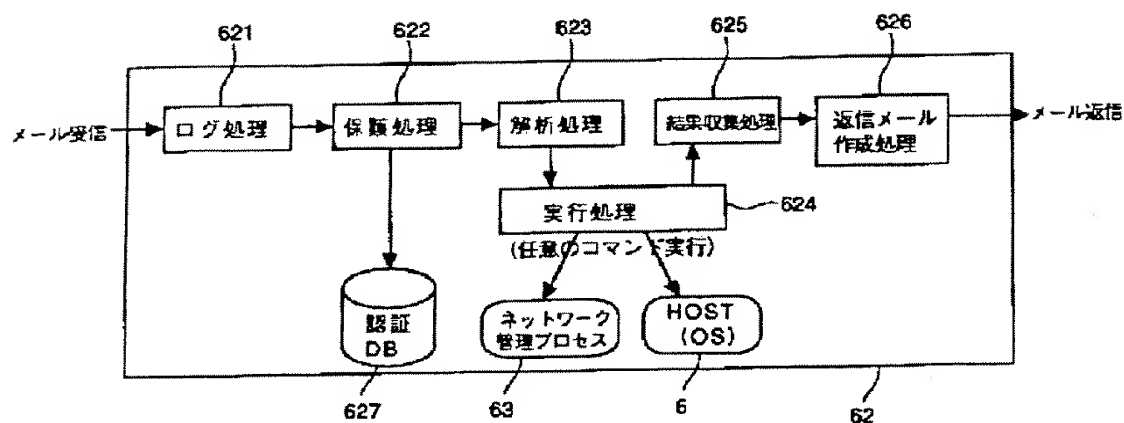 621
622
623
625
626
メール受信
ログ処理
保護処理
解析処理
結果収集処理
返信メール
作成処理
メール返信
実行処理
624
(任意のコマンド実行)
認証
DB
ネットワーク
管理プロセス
HOST
(OS)
627
63
6
62